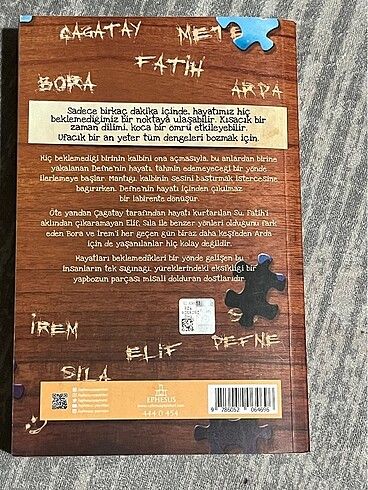 ÇAĞATAY METE
FATİH
BORA ARDA
Sadece birkaç dakika içinde, hayatımız hiç
beklemediğimiz bir noktaya ulaşabilir. Kısacık bir
zaman dilimi, koca bir ömrü etkileyebilir.
Ufacık bir an yeter tüm dengeleri bozmak için.
Hiç beklemediği birinin kalbini ona açmasıyla, bu anlardan birine
yakalanan Defne'nin hayatı, tahmin edemeyeceği bir yönde
ilerlemeye başlar. Mantığı, kalbinin sesini bastırmak istercesine
bağırırken, Defne'nin hayatı içinden çıkılmaz
bir labirente dönüşür.
Öte yandan Çağatay tarafından hayatı kurtarılan Su, Fatih'i
aklından çıkaramayan Elif, Sıla ile benzer yönleri olduğunu fark
eden Bora ve İrem'i her geçen gün biraz daha keşfeden Arda
için de yaşanılanlar hiç kolay değildir.
Hayatları beklemedikleri bir yönde gelişen bu
insanların tek sığınağı, yüreklerindeki eksikliği bir
yapbozun parçası misali dolduran dostlarıdır.
İREM
DEFNE
ELİF
SILA
EPHESUS
444 0 454
9 786052 064696